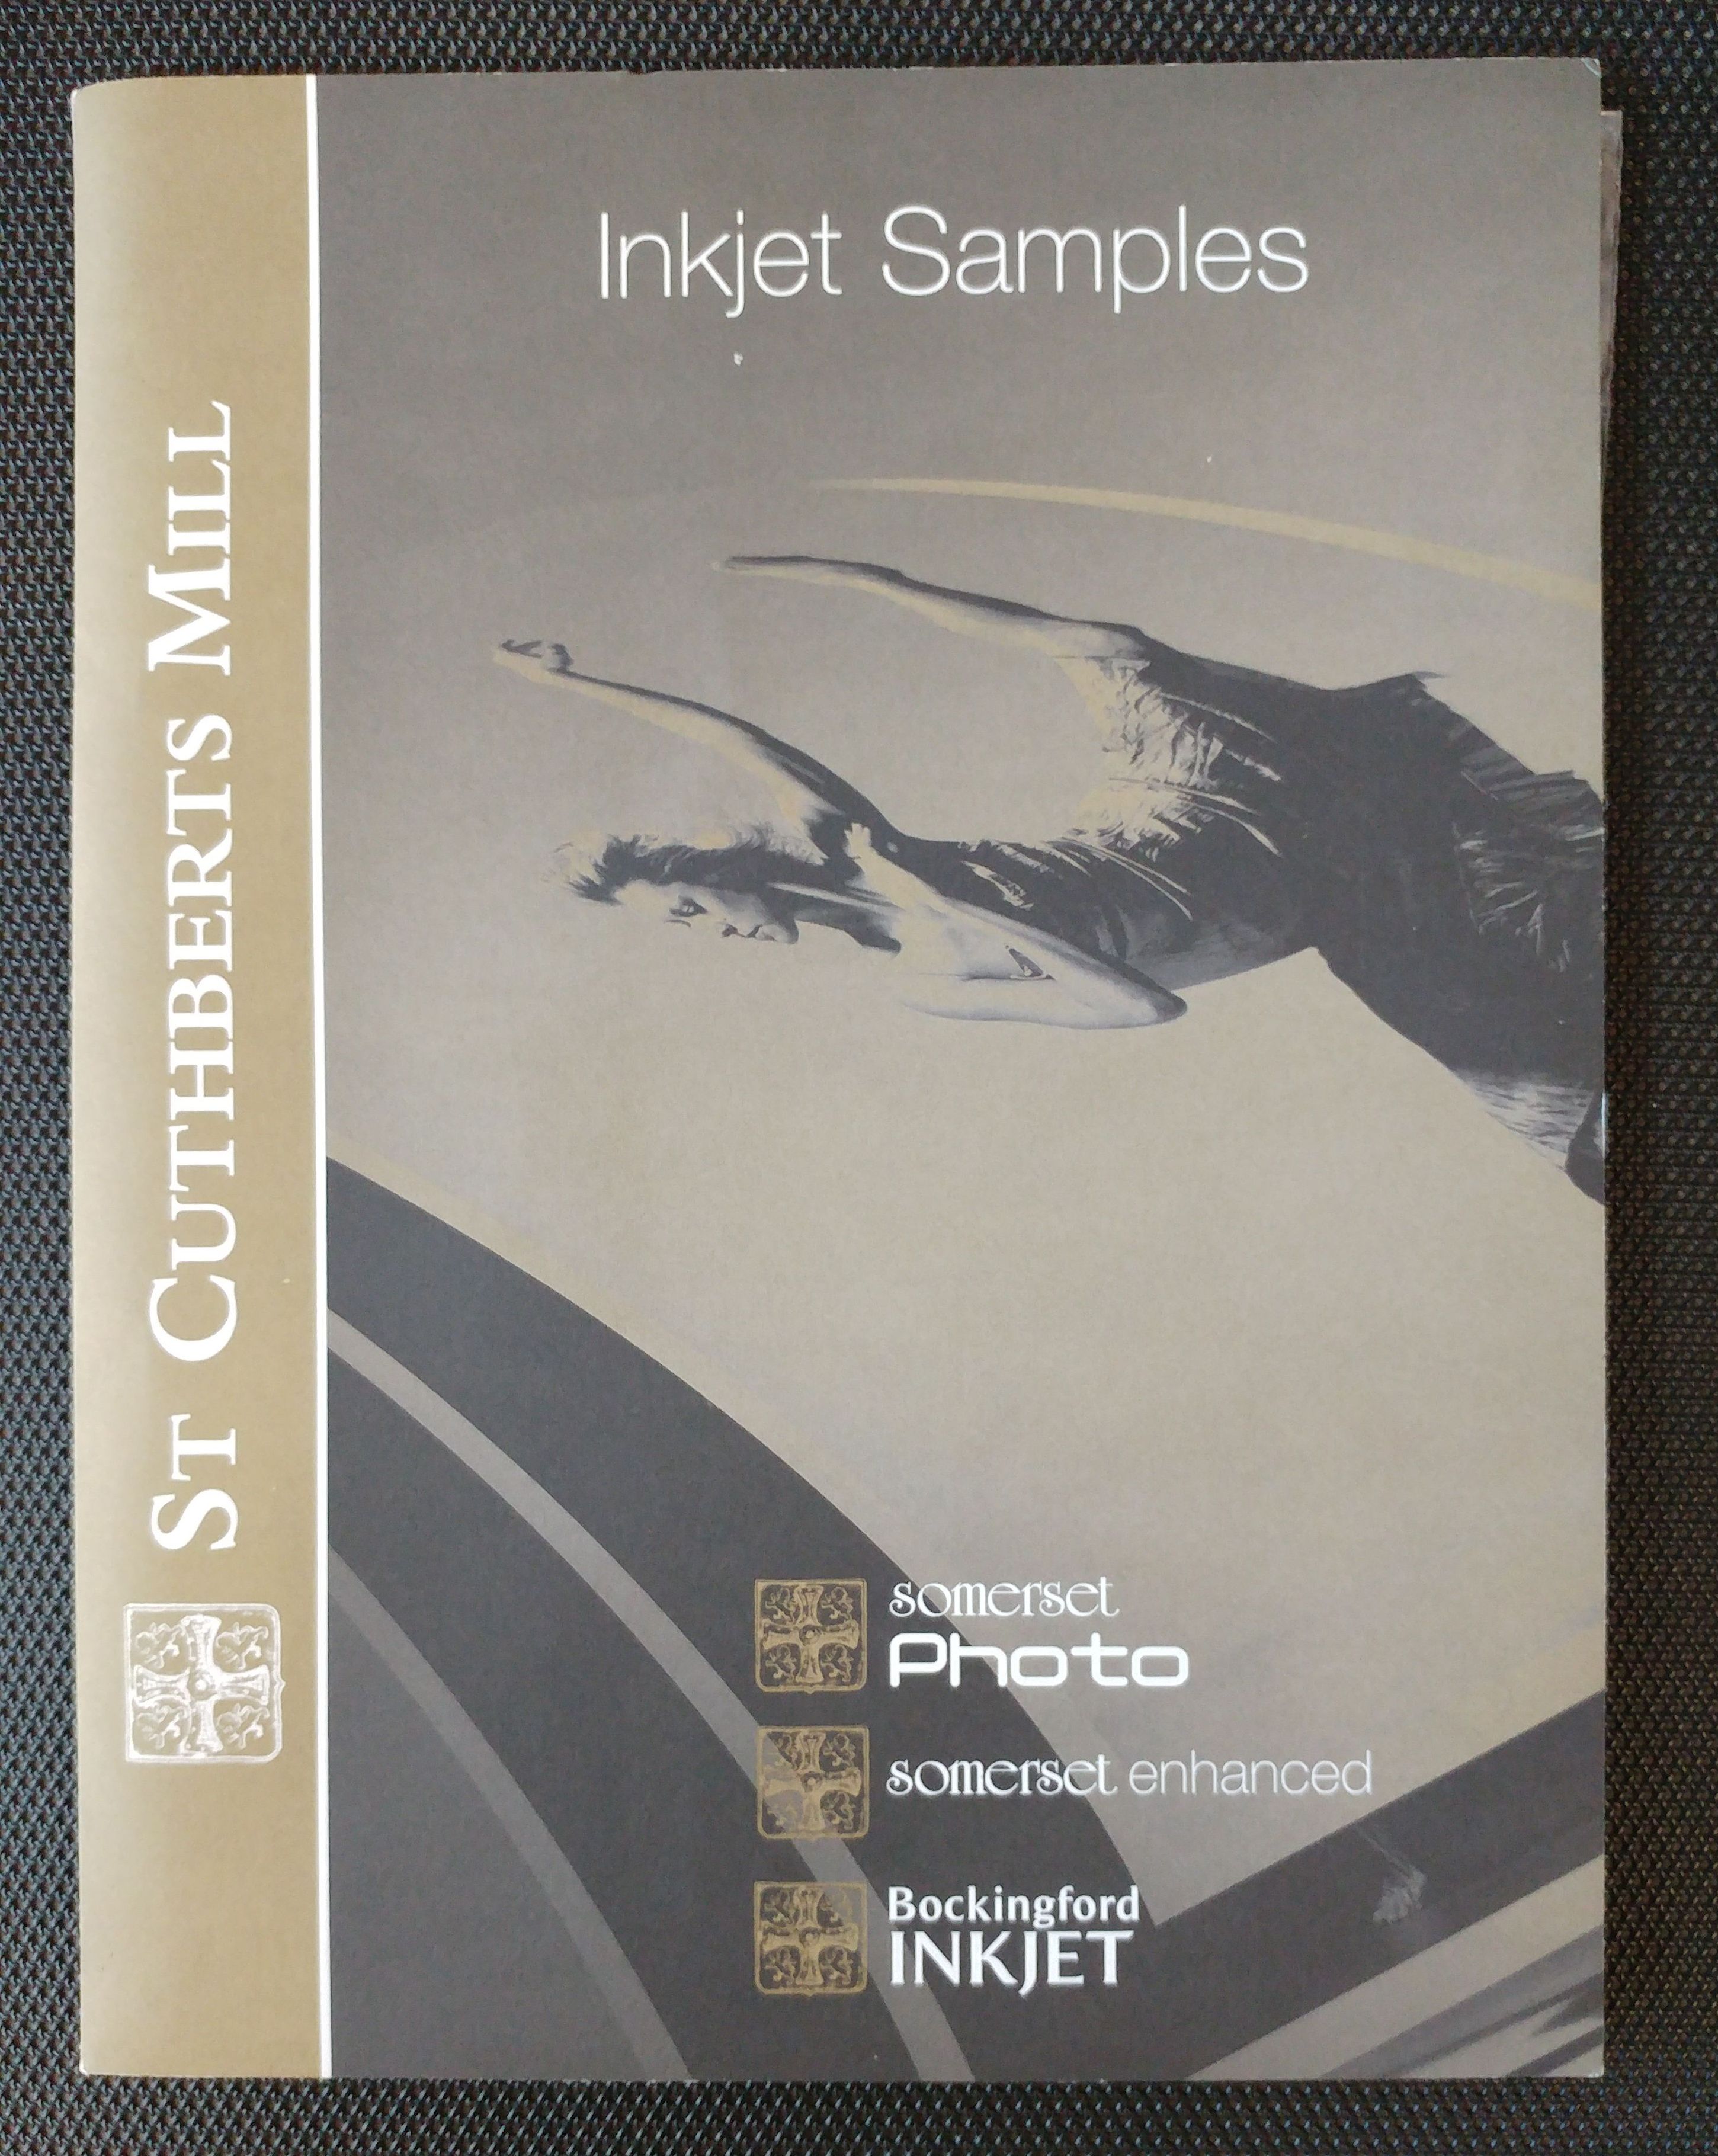 Inkjet Samples
ST CUTHBERTS MILL
somerset
Photo
somerset enhanced
Bockingford
INKJET